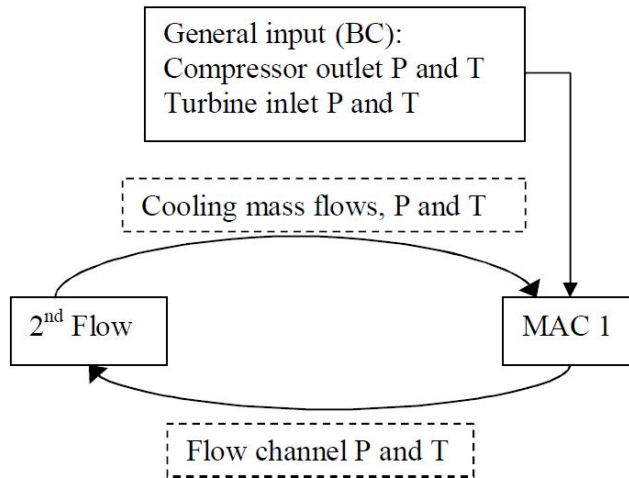 General input (BC):
Compressor outlet P and T
Turbine inlet P and T
Cooling mass flows, P and T
2nd Flow
MAC 1
Flow channel P and T